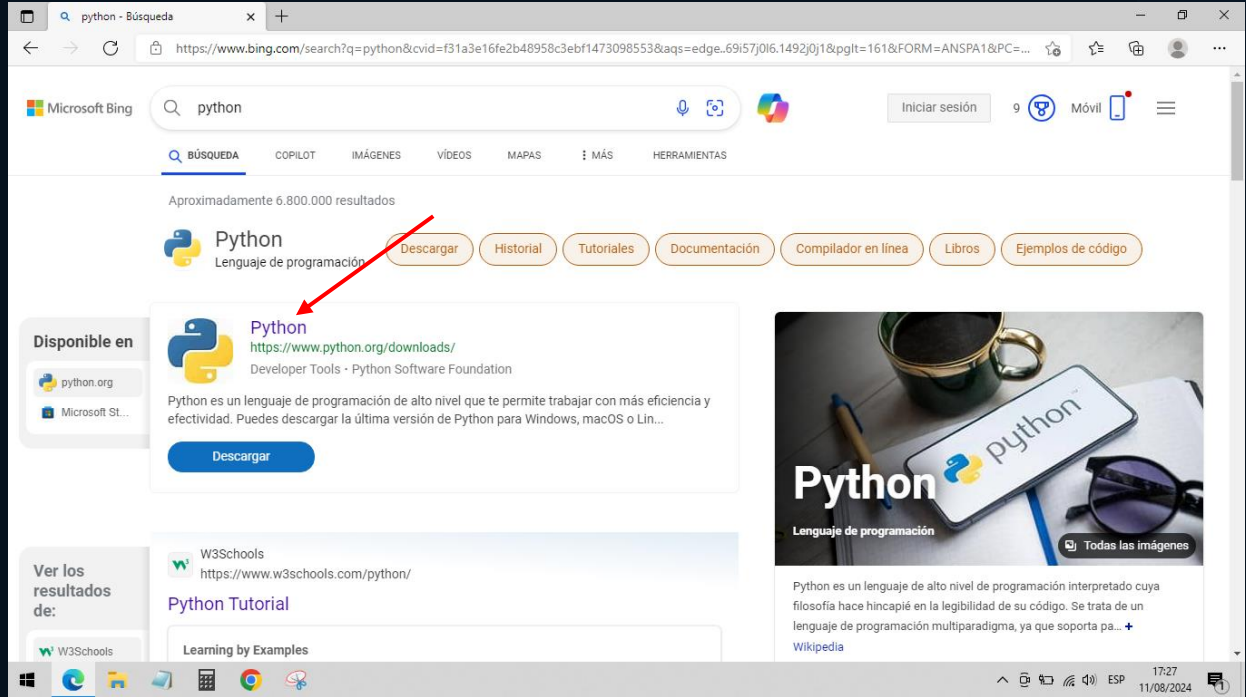 python - Búsqueda
https://www.bing.com/search?q=python&cvid=f31a3e16fe2b48958c3ebf1473098553&aqs=edge..69i57j0l6.1492j0j1&pglt=161&FORM=ANSPA1&PC=...
Microsoft Bing
python
Iniciar sesión
9
Móvil
BÚSQUEDA
COPILOT
IMÁGENES
VÍDEOS
MAPAS
MÁS
HERRAMIENTAS
Aproximadamente 6.800.000 resultados
Python
Lenguaje de programación
Descargar
Historial
Tutoriales
Documentación
Compilador en línea
Libros
Ejemplos de código
Disponible en
python.org
Microsoft St...
Python
https://www.python.org/downloads/
Developer Tools · Python Software Foundation
Python es un lenguaje de programación de alto nivel que te permite trabajar con más eficiencia y
efectividad. Puedes descargar la última versión de Python para Windows, macOS o Lin...
Descargar
python
Python
Lenguaje de programación
Todas las imágenes
Python es un lenguaje de alto nivel de programación interpretado cuya
filosofía hace hincapié en la legibilidad de su código. Se trata de un
lenguaje de programación multiparadigma, ya que soporta pa... +
Wikipedia
Ver los
resultados
de:
W3Schools
W3Schools
https://www.w3schools.com/python/
Python Tutorial
Learning by Examples
ESP
17:27
11/08/2024
1